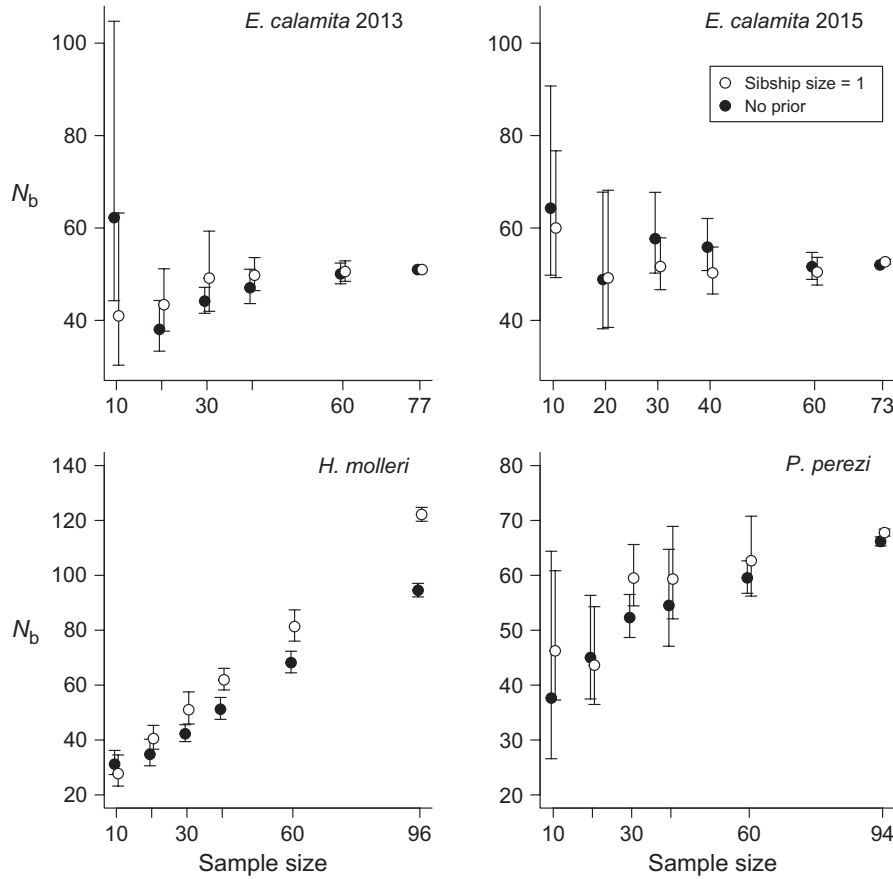 E. calamita 2013
100
80
60
40
N_b
10 30 60 77
E. calamita 2015
Sibship size = 1
No prior
100
80
60
40
10 20 30 40 60 73
H. molleri
140
120
100
80
60
40
20
N_b
10 30 60 96
Sample size
P. perezi
80
70
60
50
40
30
20
10 30 60 94
Sample size